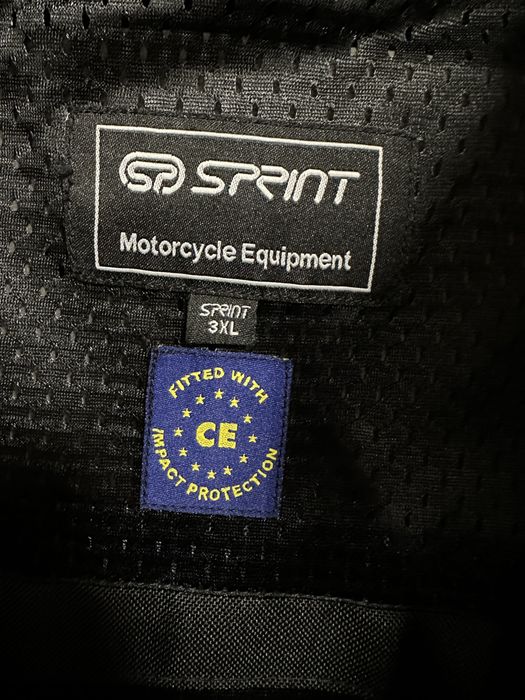 SPRINT
Motorcycle Equipment
SPRINT
3XL
FITTED WITH
CE
IMPACT PROTECTION